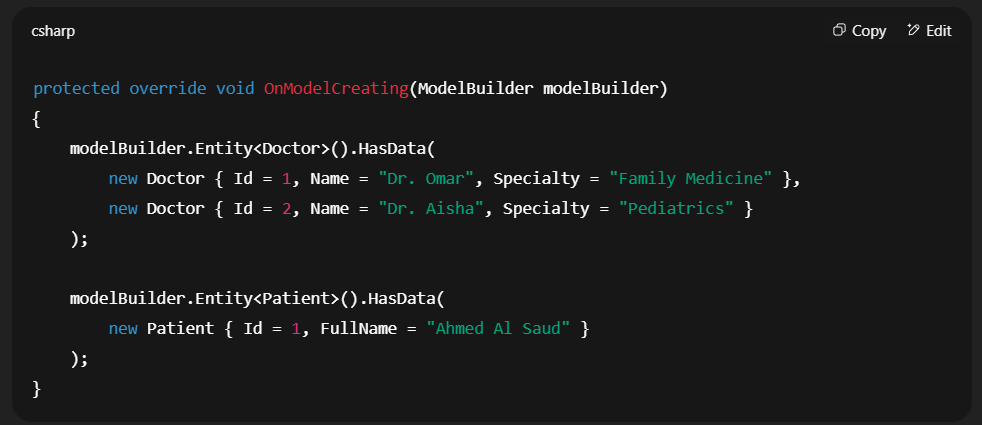 csharp
Copy
Edit
protected override void OnModelCreating(ModelBuilder modelBuilder)
{
    modelBuilder.Entity<Doctor>().HasData(
        new Doctor { Id = 1, Name = "Dr. Omar", Specialty = "Family Medicine" },
        new Doctor { Id = 2, Name = "Dr. Aisha", Specialty = "Pediatrics" }
    );

    modelBuilder.Entity<Patient>().HasData(
        new Patient { Id = 1, FullName = "Ahmed Al Saud" }
    );
}